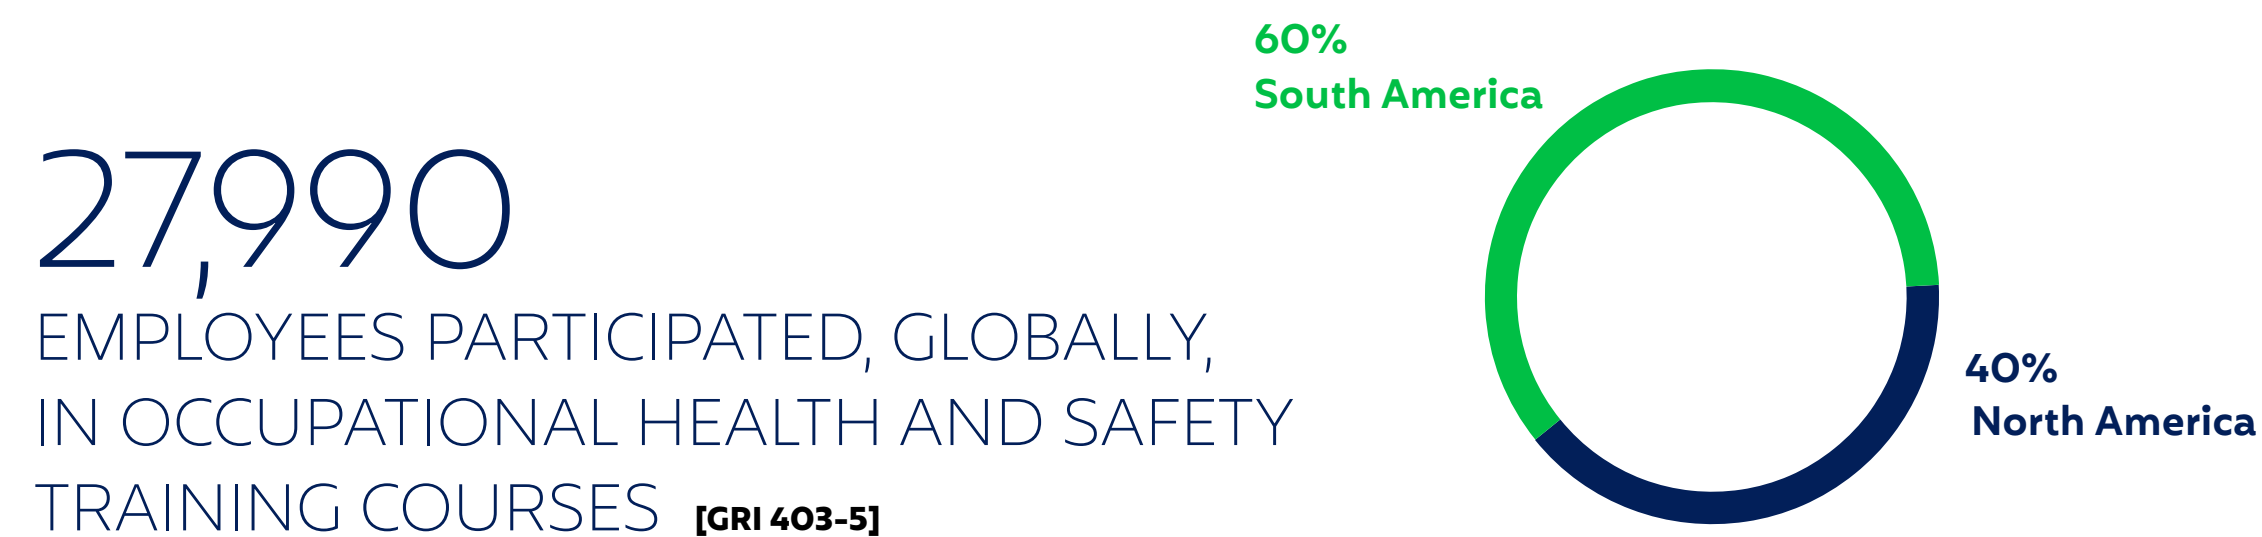 27,990
EMPLOYEES PARTICIPATED, GLOBALLY,
IN OCCUPATIONAL HEALTH AND SAFETY
TRAINING COURSES [GRI 403-5]
60%
South America
40%
North America